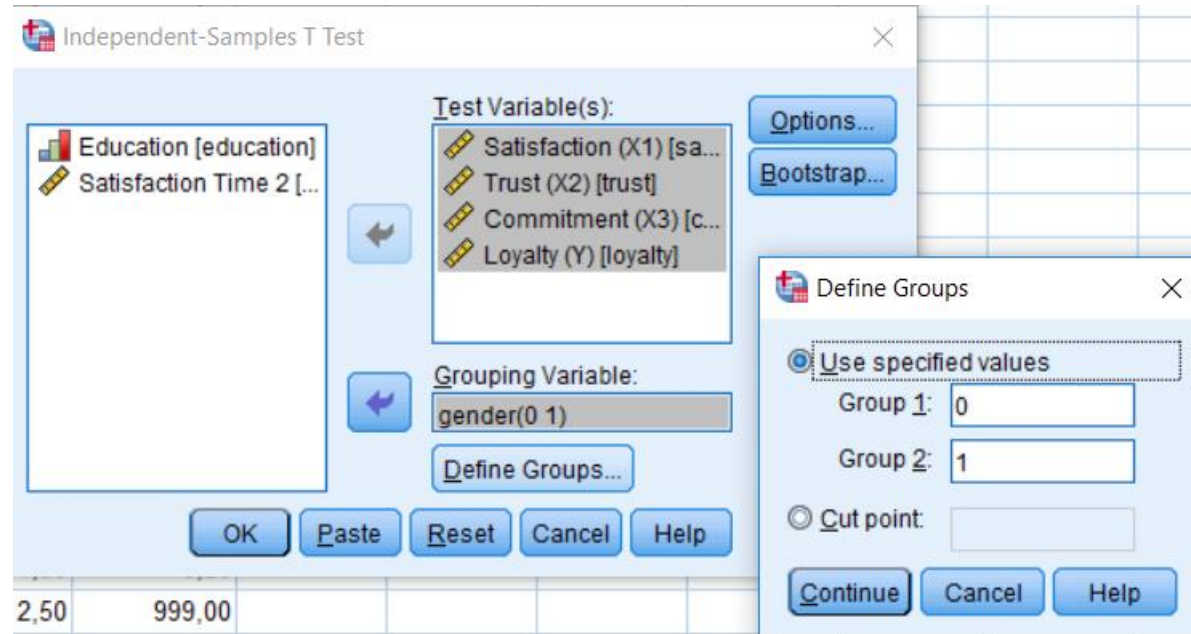 Independent-Samples T Test
Education [education]
Satisfaction Time 2 [...
Test Variable(s):
Satisfaction (X1) [sa...
Trust (X2) [trust]
Commitment (X3) [c...
Loyalty (Y) [loyalty]
Options...
Bootstrap...
Grouping Variable:
gender(0 1)
Define Groups...
OK Paste Reset Cancel Help
Define Groups
Use specified values
Group 1: 0
Group 2: 1
Cut point:
Continue Cancel Help
2,50 999,00